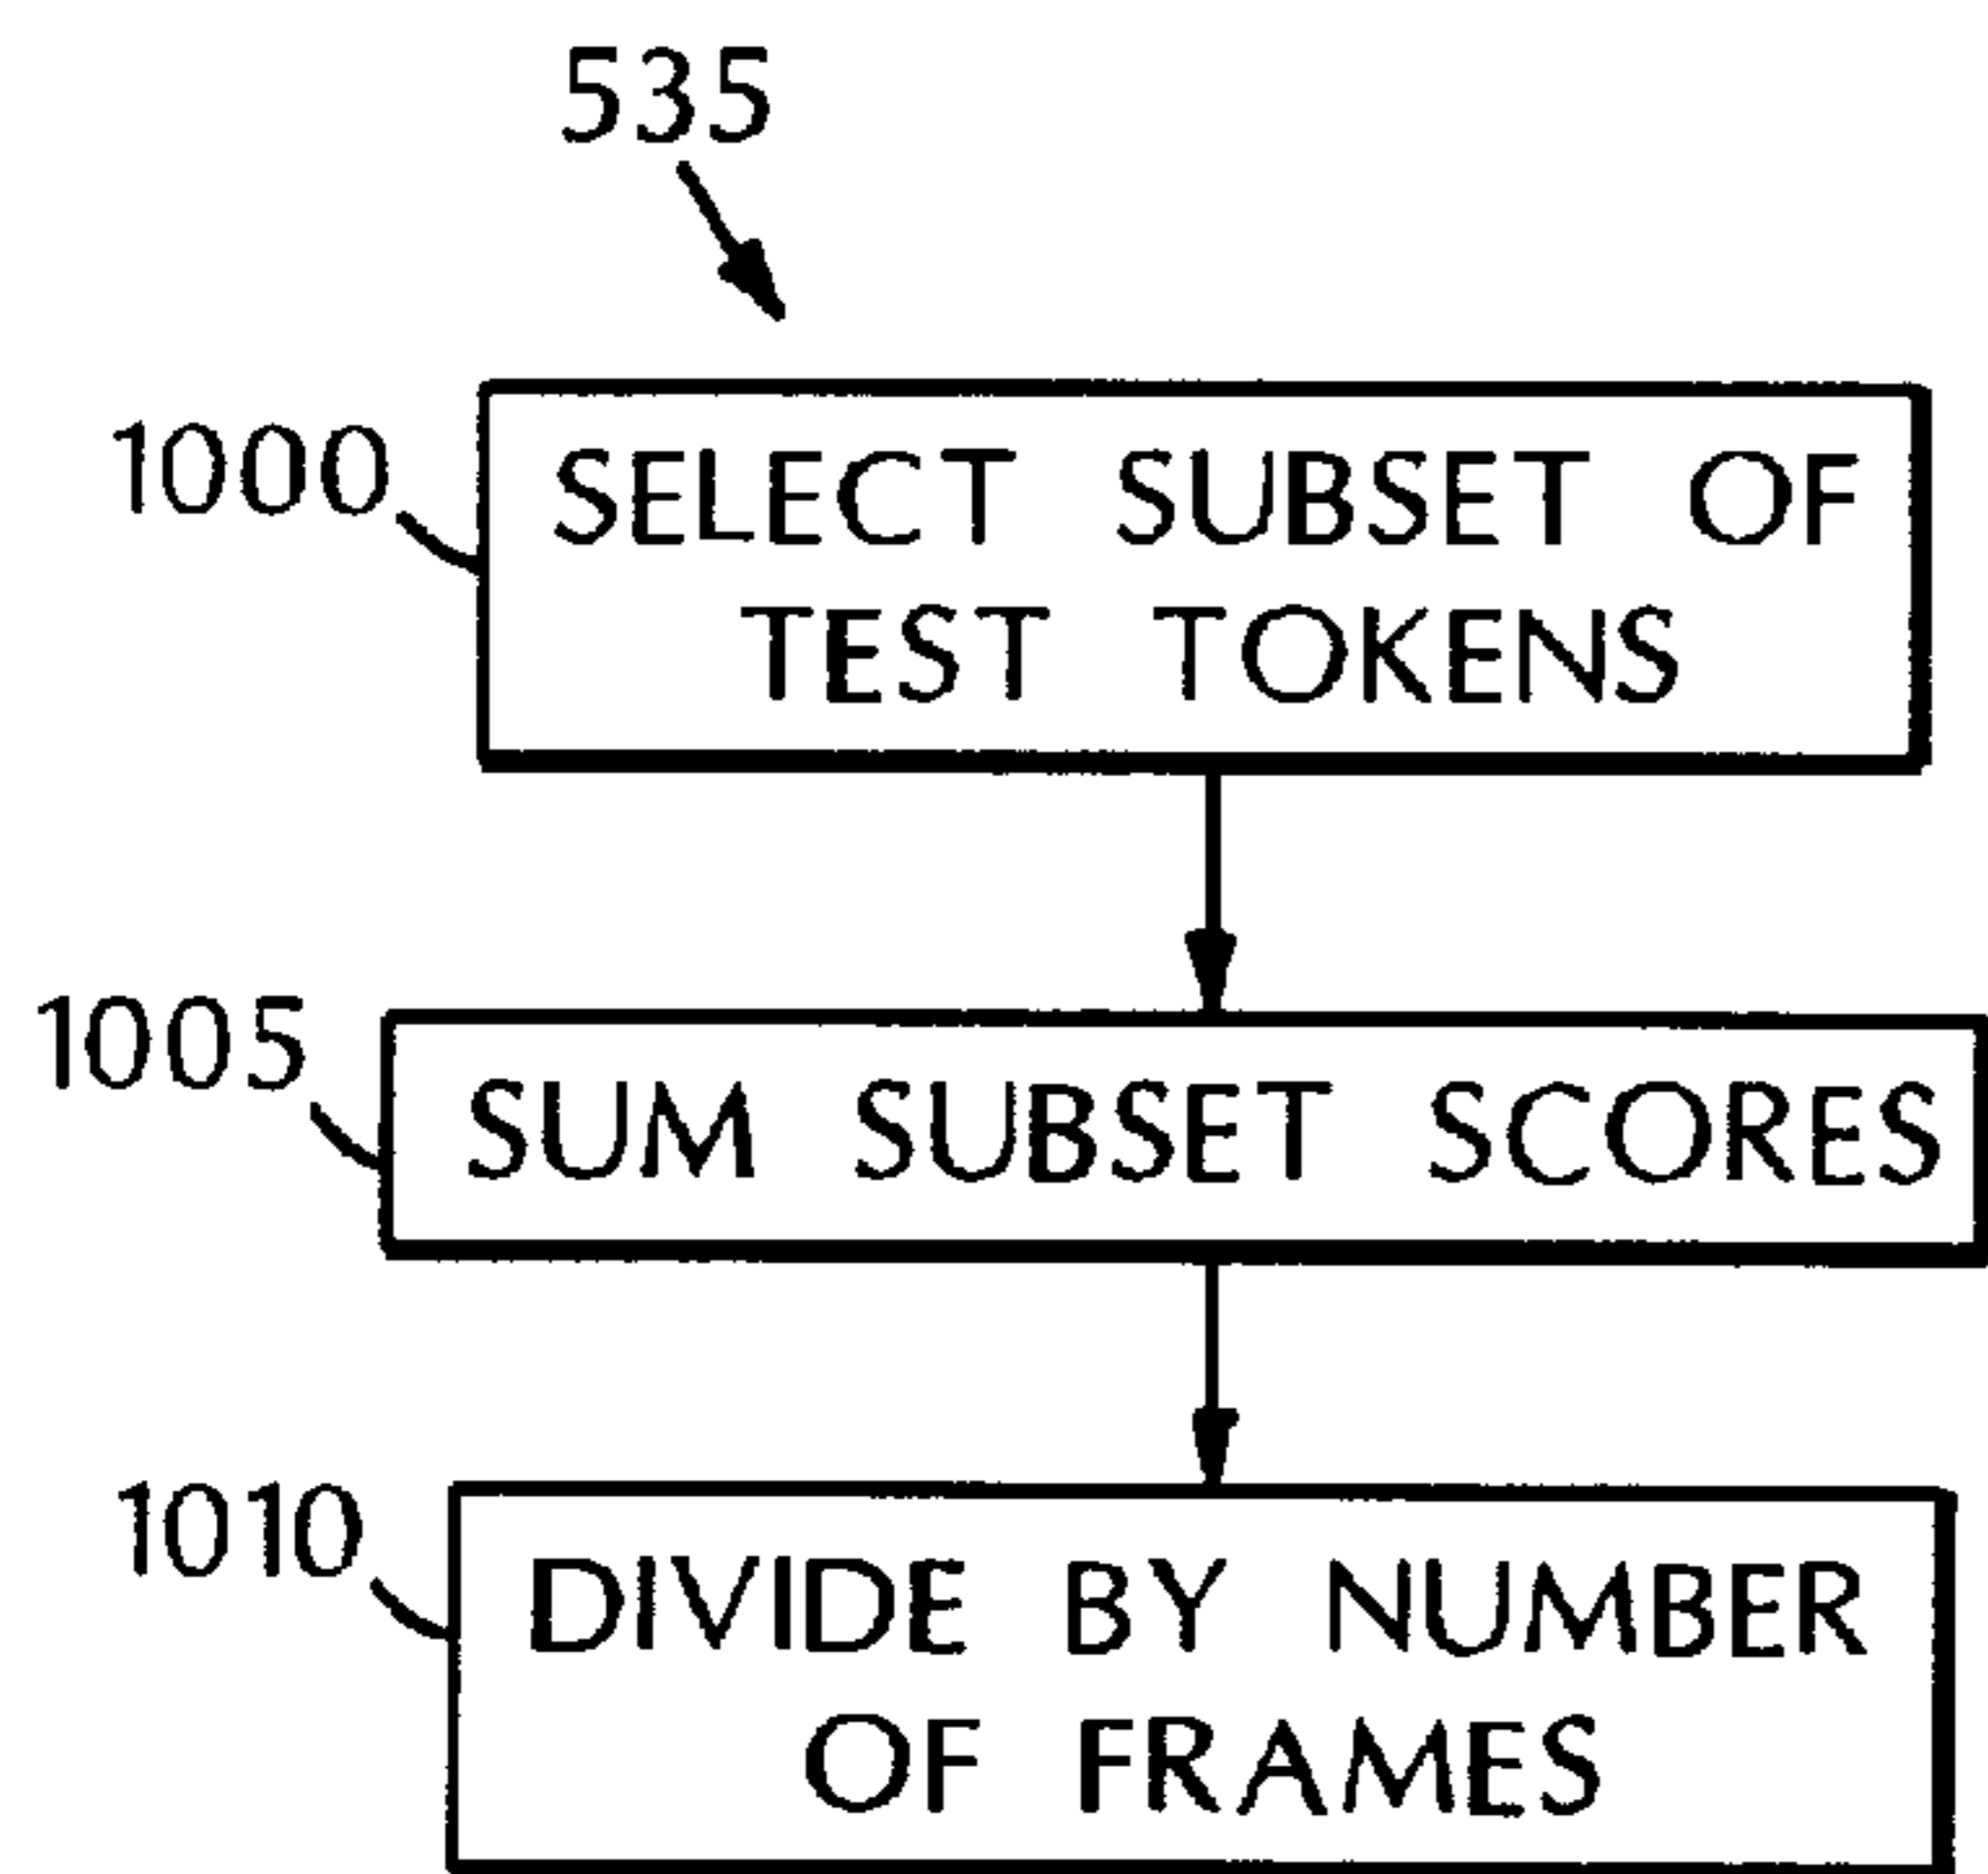 535
1000
SELECT SUBSET OF
TEST TOKENS
1005
SUM SUBSET SCORES
1010
DIVIDE BY NUMBER
OF FRAMES